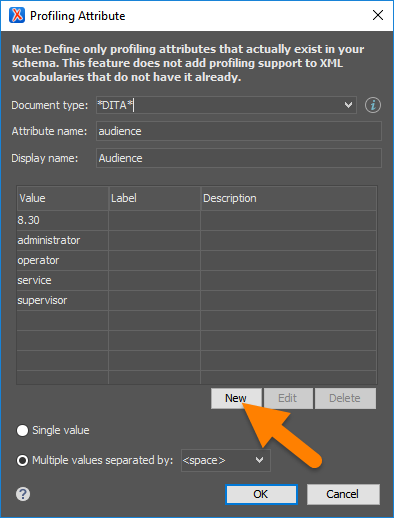 Profiling Attribute
Note: Define only profiling attributes that actually exist in your
schema. This feature does not add profiling support to XML
vocabularies that do not have it already.
Document type: *DITA*
Attribute name: audience
Display name: Audience
Value Label Description
8.30
administrator
operator
service
supervisor
New Edit Delete
Single value
Multiple values separated by: <space>
OK Cancel